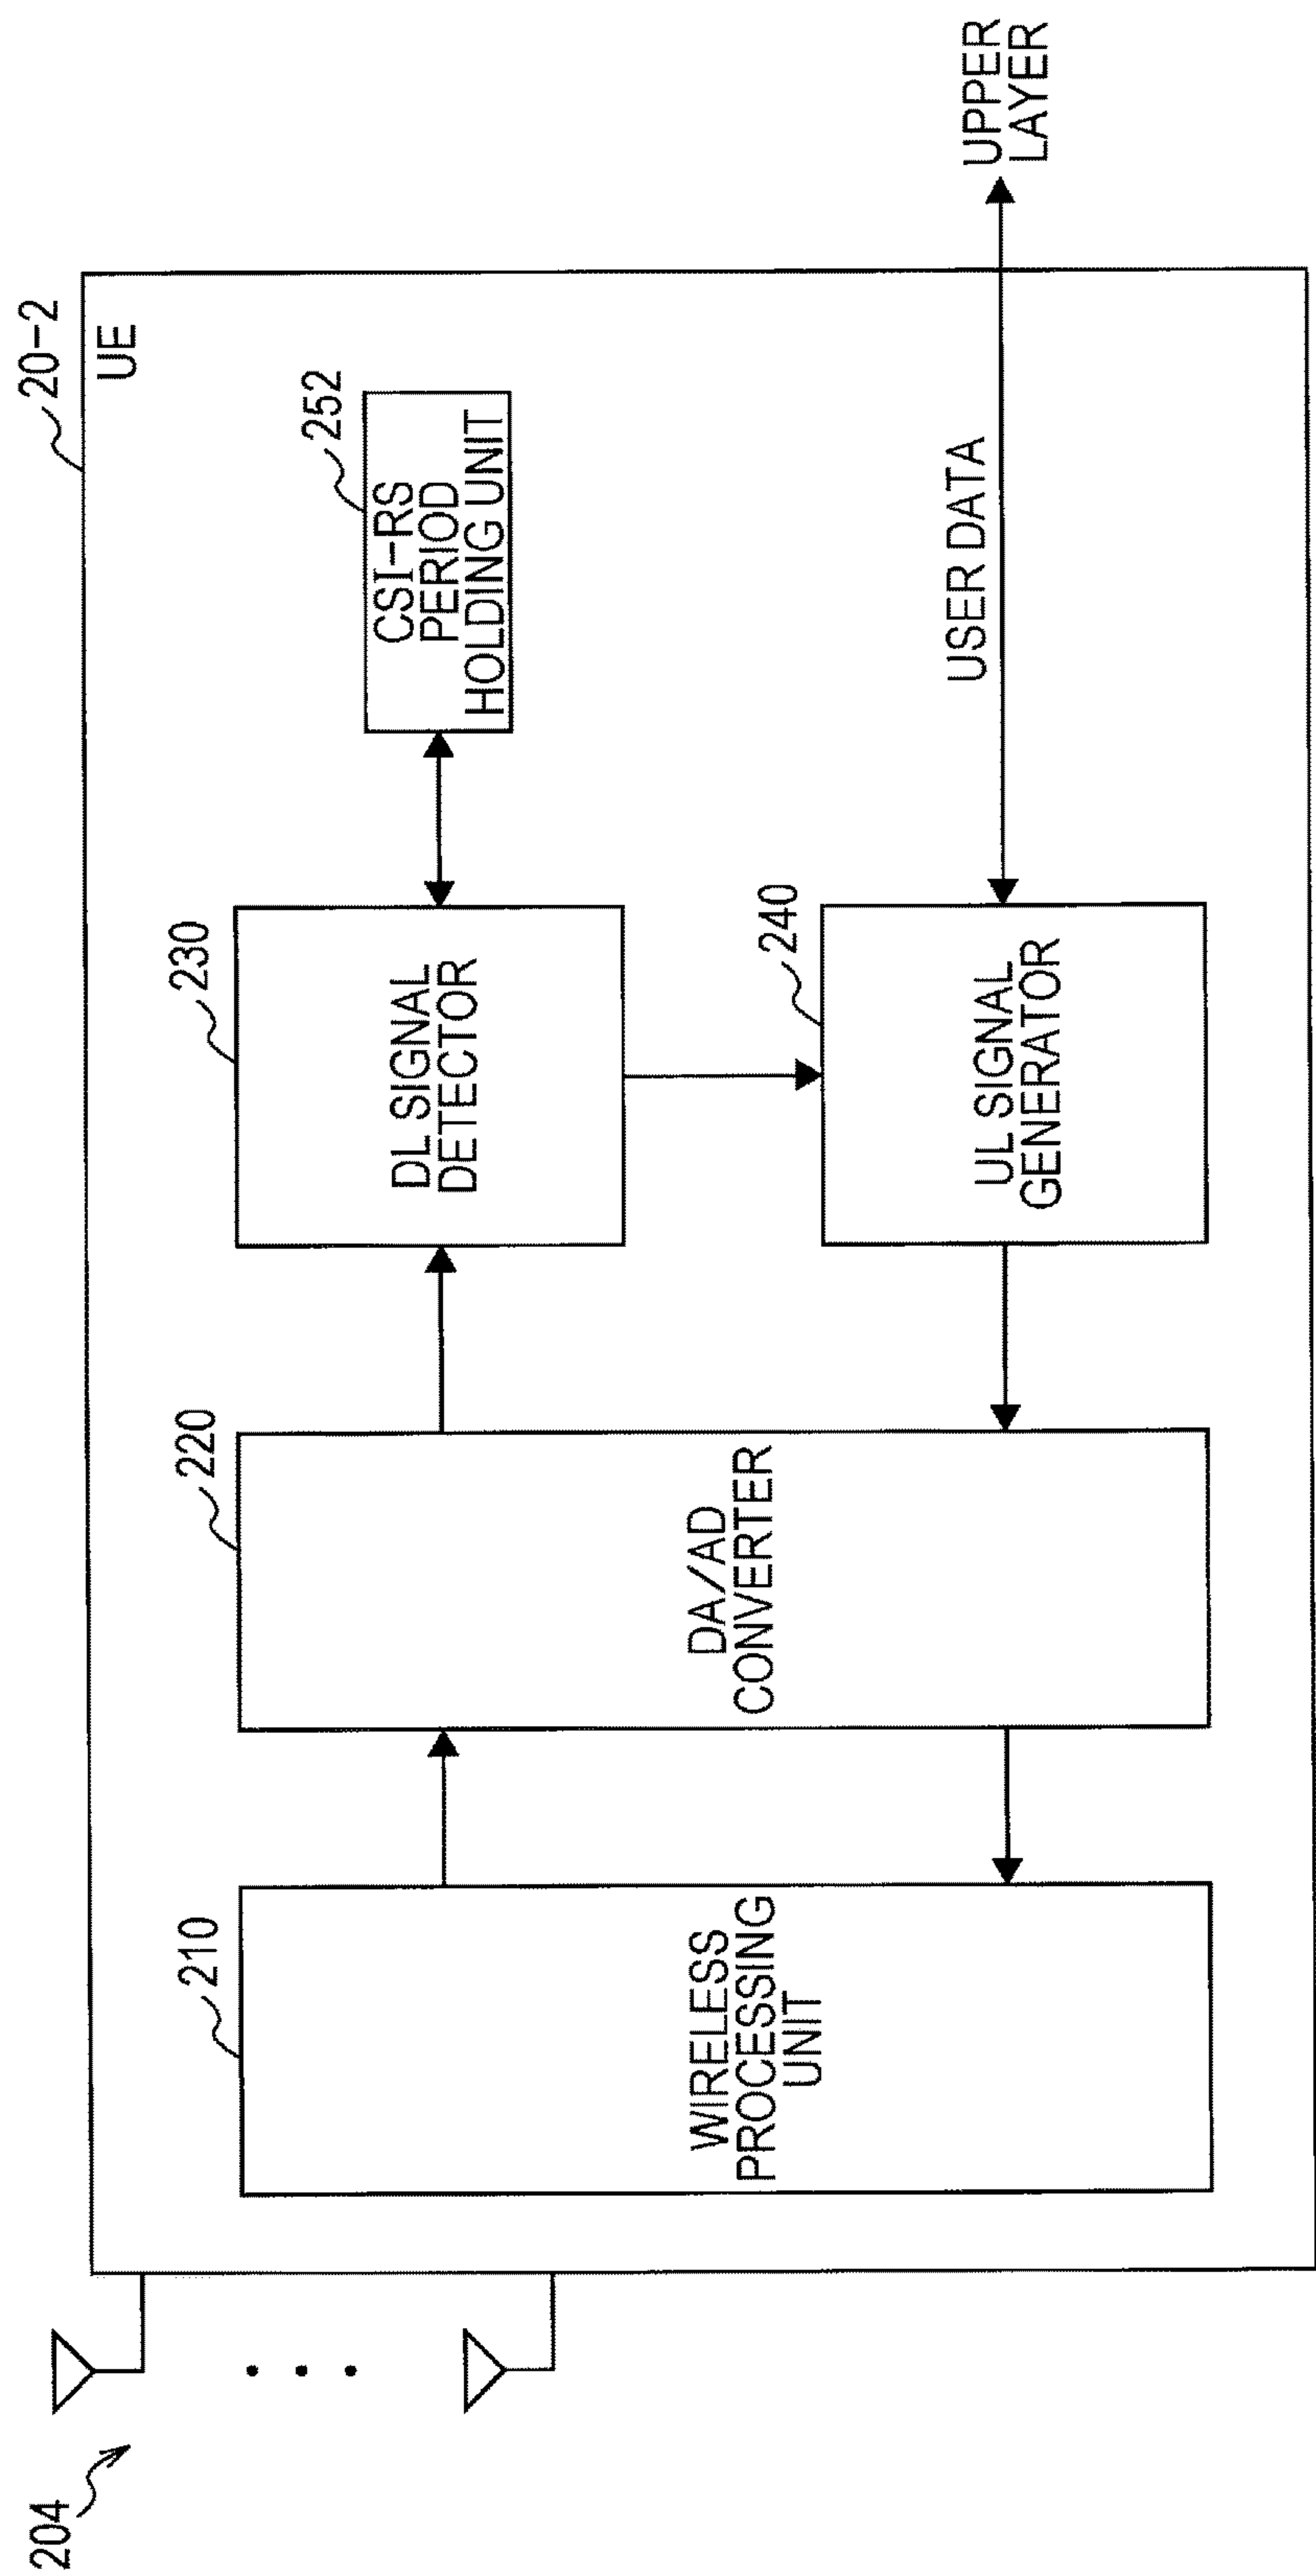 20-2
UE
204
210
WIRELESS
PROCESSING
UNIT
220
DA/AD
CONVERTER
230
DL SIGNAL
DETECTOR
252
CSI-RS
PERIOD
HOLDING UNIT
240
UL SIGNAL
GENERATOR
USER DATA
UPPER
LAYER